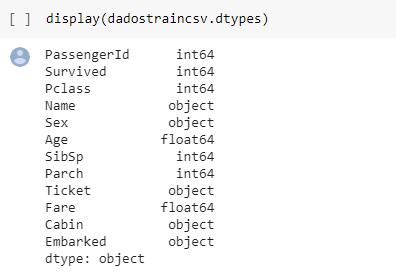 [ ] display(dadostraincsv.dtypes)
PassengerId int64
Survived int64
Pclass int64
Name object
Sex object
Age float64
SibSp int64
Parch int64
Ticket object
Fare float64
Cabin object
Embarked object
dtype: object